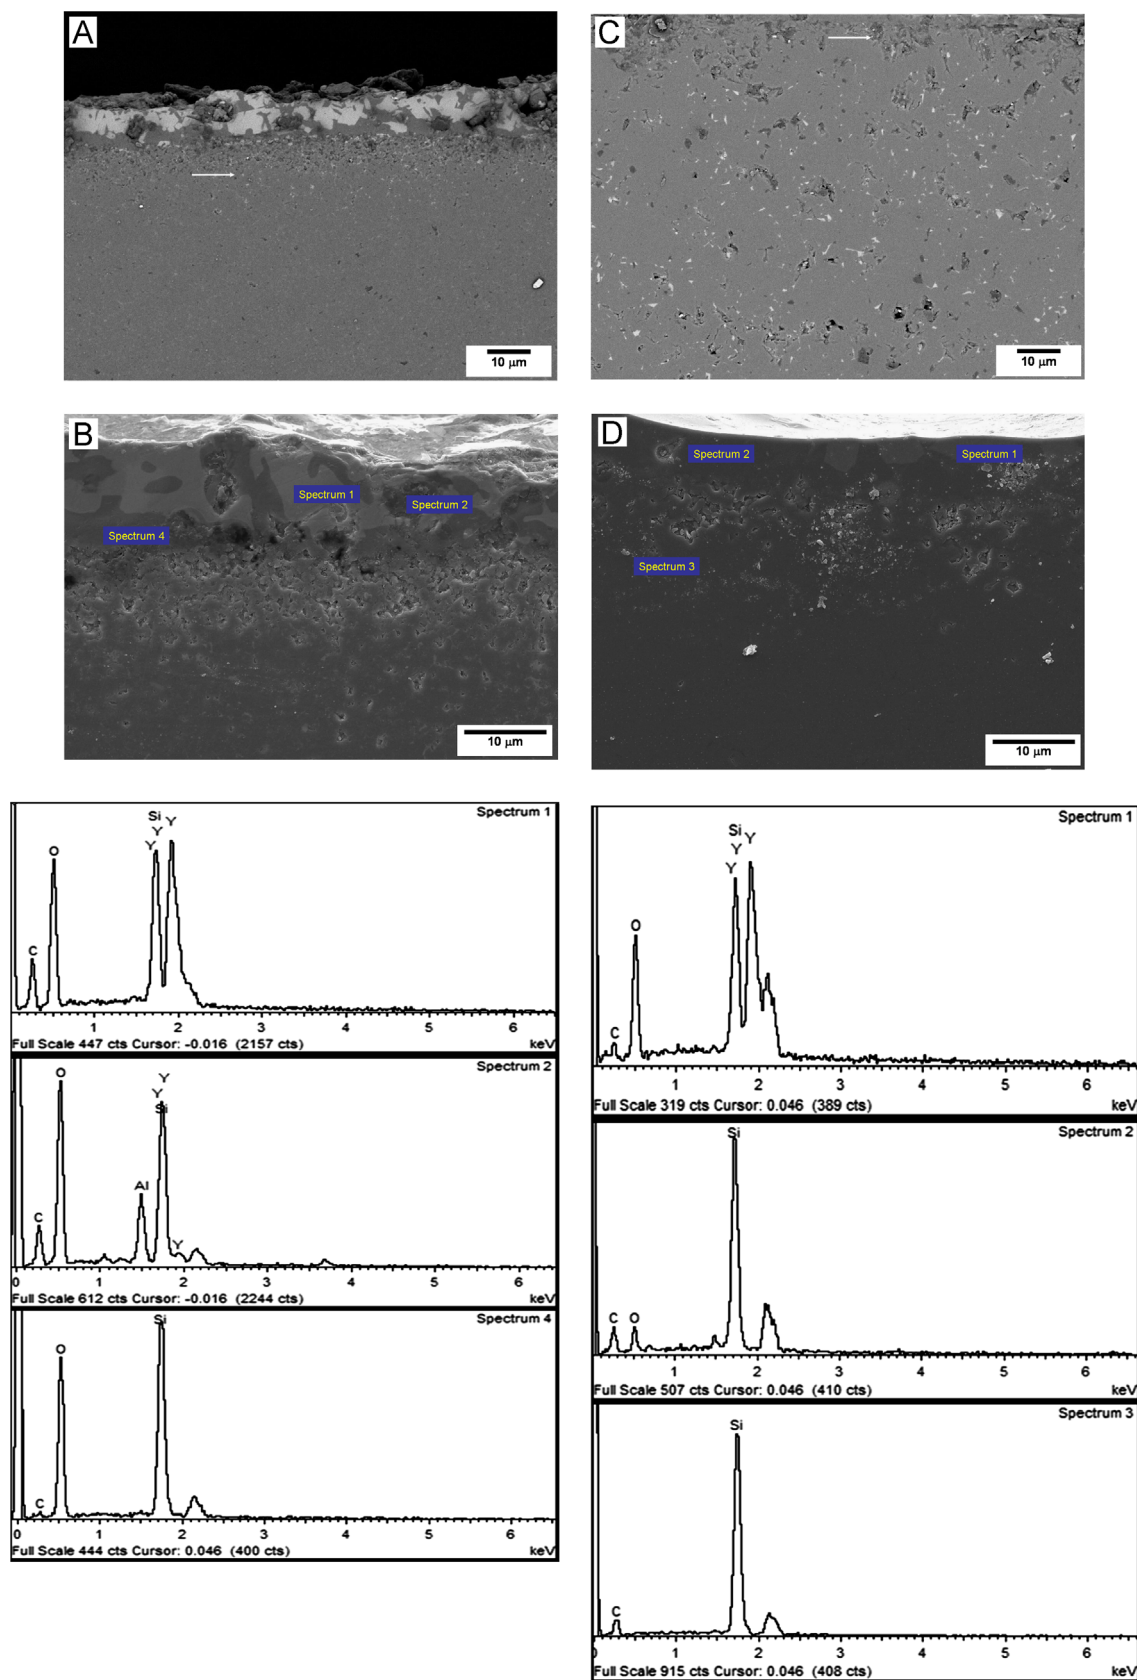 A
10 µm
C
10 µm
B
Spectrum 1
Spectrum 2
Spectrum 4
10 µm
D
Spectrum 2
Spectrum 1
Spectrum 3
10 µm
Spectrum 1
Si
Y Y
Y
O
C
1 2 3 4 5 6
Full Scale 447 cts Cursor: -0.016 (2157 cts) keV
Spectrum 2
O
Y
Y
Si
Al
C
Y
0 1 2 3 4 5 6
Full Scale 612 cts Cursor: -0.016 (2244 cts) keV
Spectrum 4
Si
O
C
0 1 2 3 4 5 6
Full Scale 444 cts Cursor: 0.046 (400 cts) keV
Spectrum 1
Si
Y Y
Y
O
C
1 2 3 4 5 6
Full Scale 319 cts Cursor: 0.046 (389 cts) keV
Spectrum 2
Si
C O
1 2 3 4 5 6
Full Scale 507 cts Cursor: 0.046 (410 cts) keV
Spectrum 3
Si
C
0 1 2 3 4 5 6
Full Scale 915 cts Cursor: 0.046 (408 cts) keV